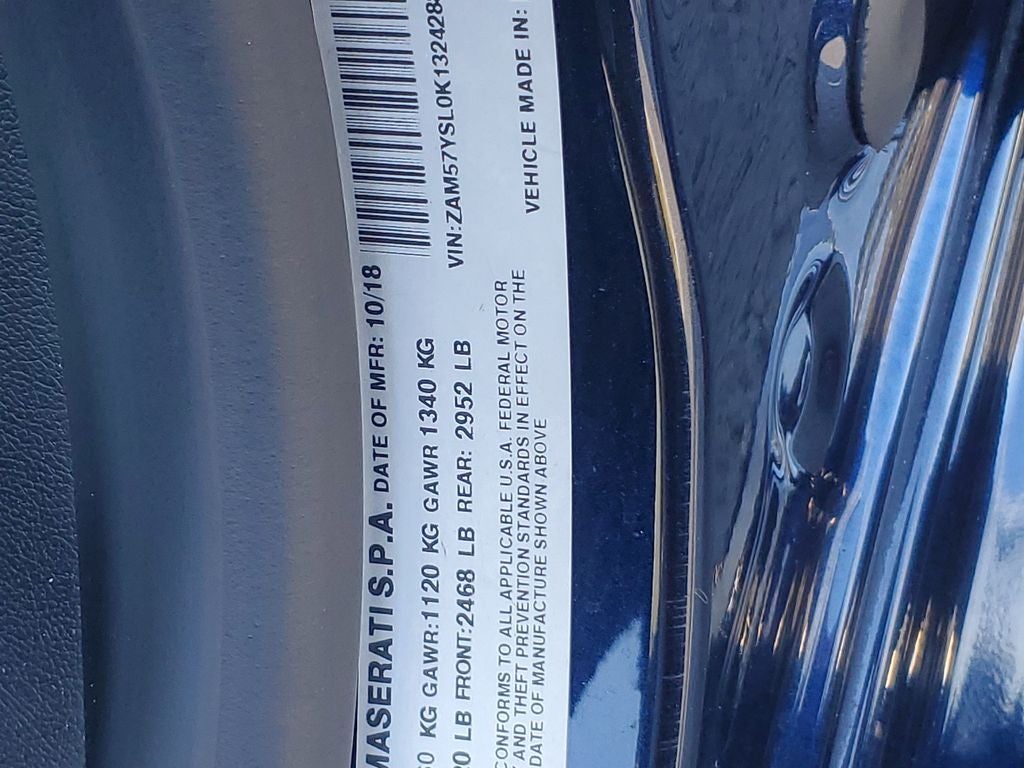 MASERATI S.P.A. DATE OF MFR: 10/18
KG GAWR:1120 KG GAWR 1340 KG
LB FRONT:2468 LB REAR: 2952 LB
VIN:ZAM57YSL0K132428
CONFORMS TO ALL APPLICABLE U.S.A. FEDERAL MOTOR
AND THEFT PREVENTION STANDARDS IN EFFECT ON THE
DATE OF MANUFACTURE SHOWN ABOVE
VEHICLE MADE IN: